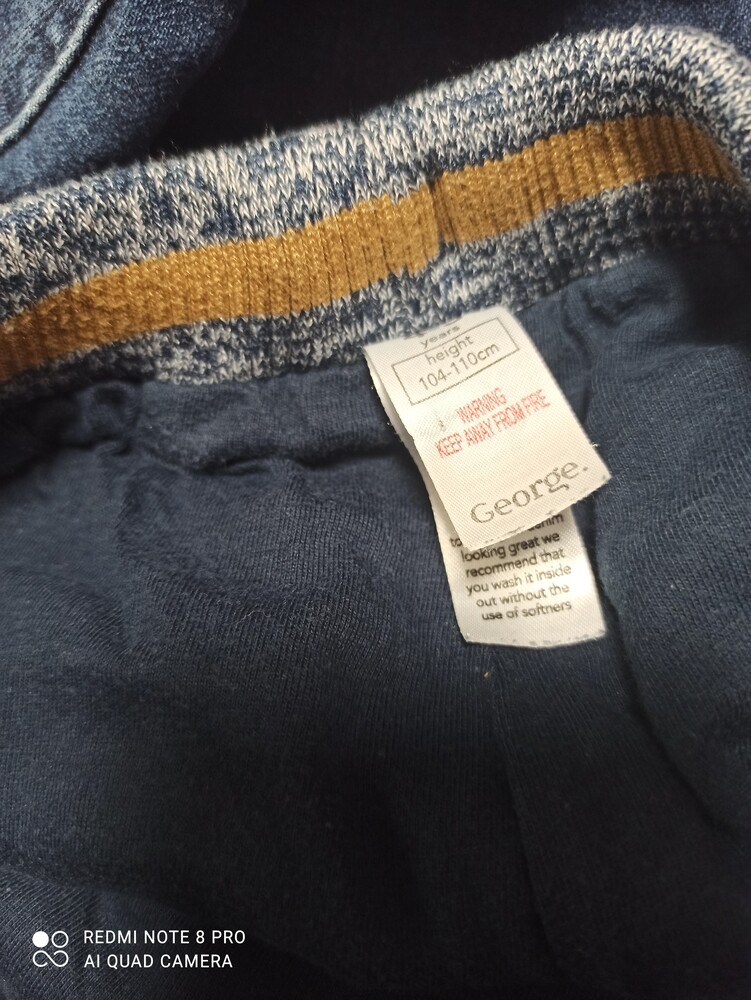 years
height
104-110cm
WARNING
KEEP AWAY FROM FIRE
George.
looking great we
recommend that
you wash it inside
out without the
use of softners
REDMI NOTE 8 PRO
AI QUAD CAMERA